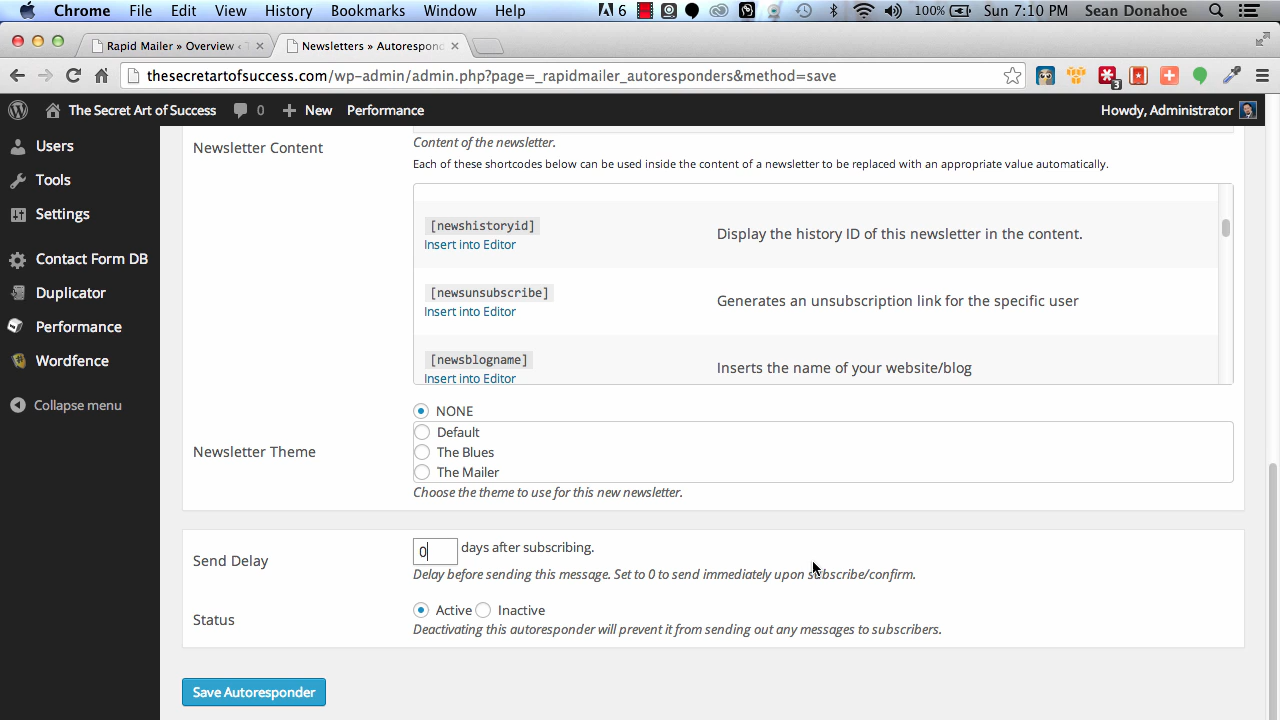 Chrome File Edit View History Bookmarks Window Help 6 100% Sun 7:10 PM Sean Donahoe
Rapid Mailer » Overview ‹ T
Newsletters » Autorespond
thesecretartofsuccess.com/wp-admin/admin.php?page=_rapidmailer_autoresponders&method=save
3
The Secret Art of Success 0 New Performance Howdy, Administrator
Users
Tools
Settings
Contact Form DB
Duplicator
Performance
Wordfence
Collapse menu
Newsletter Content
Content of the newsletter.
Each of these shortcodes below can be used inside the content of a newsletter to be replaced with an appropriate value automatically.
[newshistoryid]
Insert into Editor
Display the history ID of this newsletter in the content.
[newsunsubscribe]
Insert into Editor
Generates an unsubscription link for the specific user
[newsblogname]
Insert into Editor
Inserts the name of your website/blog
Newsletter Theme
NONE
Default
The Blues
The Mailer
Choose the theme to use for this new newsletter.
Send Delay
0 days after subscribing.
Delay before sending this message. Set to 0 to send immediately upon subscribe/confirm.
Status
Active Inactive
Deactivating this autoresponder will prevent it from sending out any messages to subscribers.
Save Autoresponder